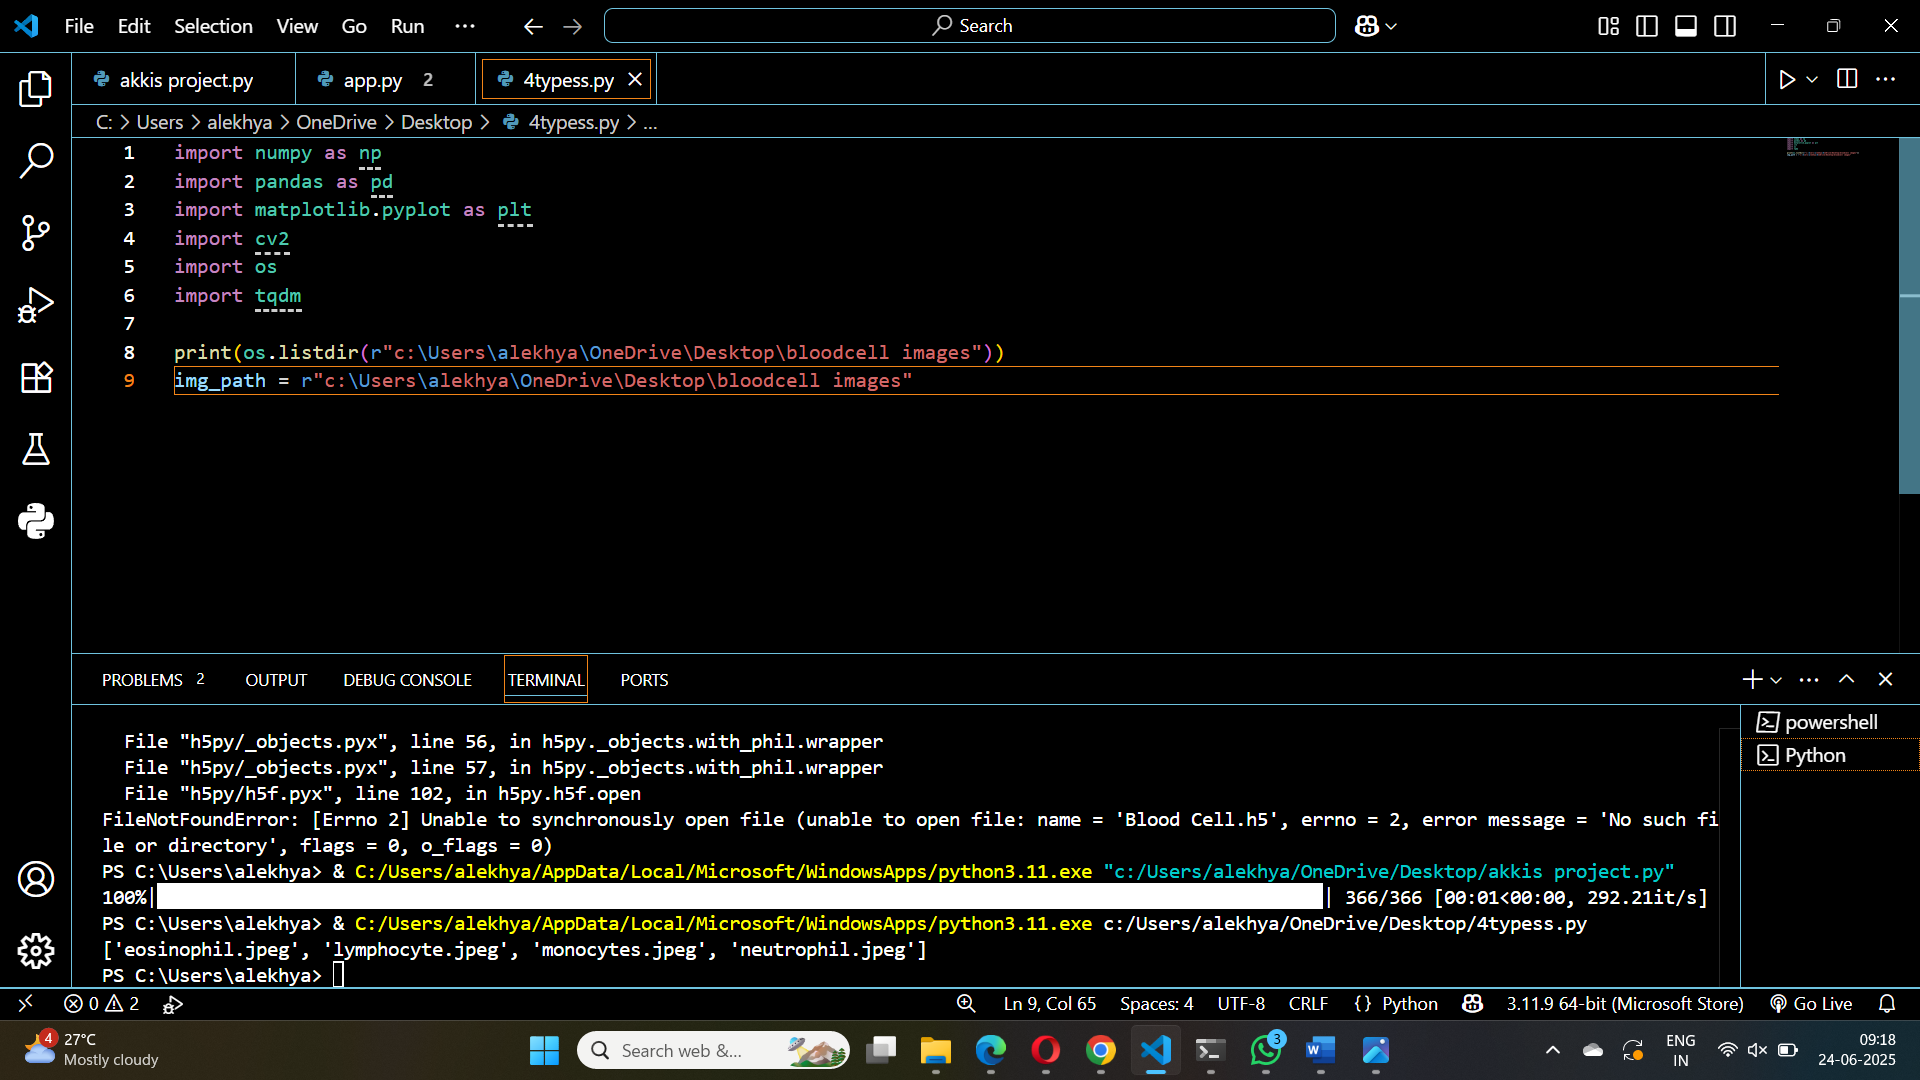 File Edit Selection View Go Run ··· Search
akkis project.py app.py 2 4typess.py
C: > Users > alekhya > OneDrive > Desktop > 4typess.py > ...
1 import numpy as np
2 import pandas as pd
3 import matplotlib.pyplot as plt
4 import cv2
5 import os
6 import tqdm
7
8 print(os.listdir(r"c:\Users\alekhya\OneDrive\Desktop\bloodcell images"))
9 img_path = r"c:\Users\alekhya\OneDrive\Desktop\bloodcell images"
PROBLEMS 2 OUTPUT DEBUG CONSOLE TERMINAL PORTS
powershell
Python
File "h5py/_objects.pyx", line 56, in h5py._objects.with_phil.wrapper
File "h5py/_objects.pyx", line 57, in h5py._objects.with_phil.wrapper
File "h5py/h5f.pyx", line 102, in h5py.h5f.open
FileNotFoundError: [Errno 2] Unable to synchronously open file (unable to open file: name = 'Blood Cell.h5', errno = 2, error message = 'No such fi
le or directory', flags = 0, o_flags = 0)
PS C:\Users\alekhya> & C:/Users/alekhya/AppData/Local/Microsoft/WindowsApps/python3.11.exe "c:/Users/alekhya/OneDrive/Desktop/akkis project.py"
100%| | 366/366 [00:01<00:00, 292.21it/s]
PS C:\Users\alekhya> & C:/Users/alekhya/AppData/Local/Microsoft/WindowsApps/python3.11.exe c:/Users/alekhya/OneDrive/Desktop/4typess.py
['eosinophil.jpeg', 'lymphocyte.jpeg', 'monocytes.jpeg', 'neutrophil.jpeg']
PS C:\Users\alekhya>
0 2 Ln 9, Col 65 Spaces: 4 UTF-8 CRLF {} Python 3.11.9 64-bit (Microsoft Store) Go Live
4 27°C Search web &... 3 ENG 09:18
Mostly cloudy IN 24-06-2025